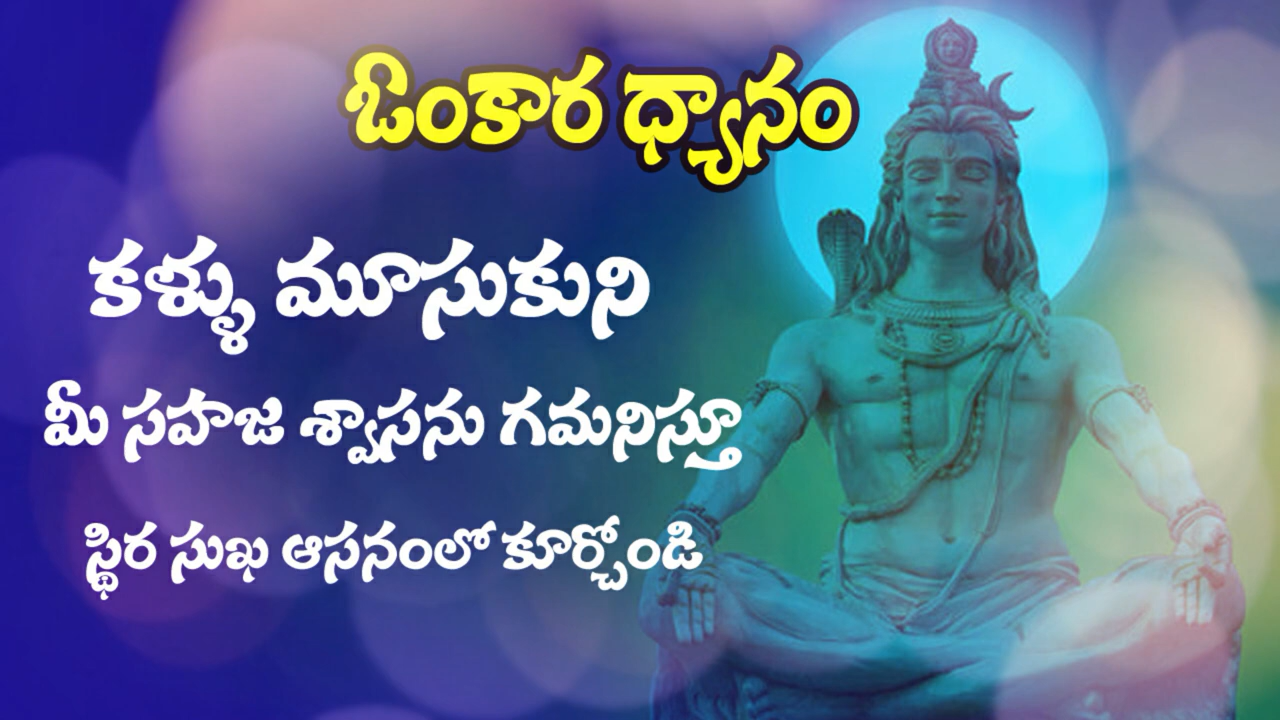 ఓంకార ధ్యానం
కళ్ళు మూసుకుని
మీ సహజ శ్వాసను గమనిస్తూ
స్థిర సుఖ ఆసనంలో కూర్చోండి